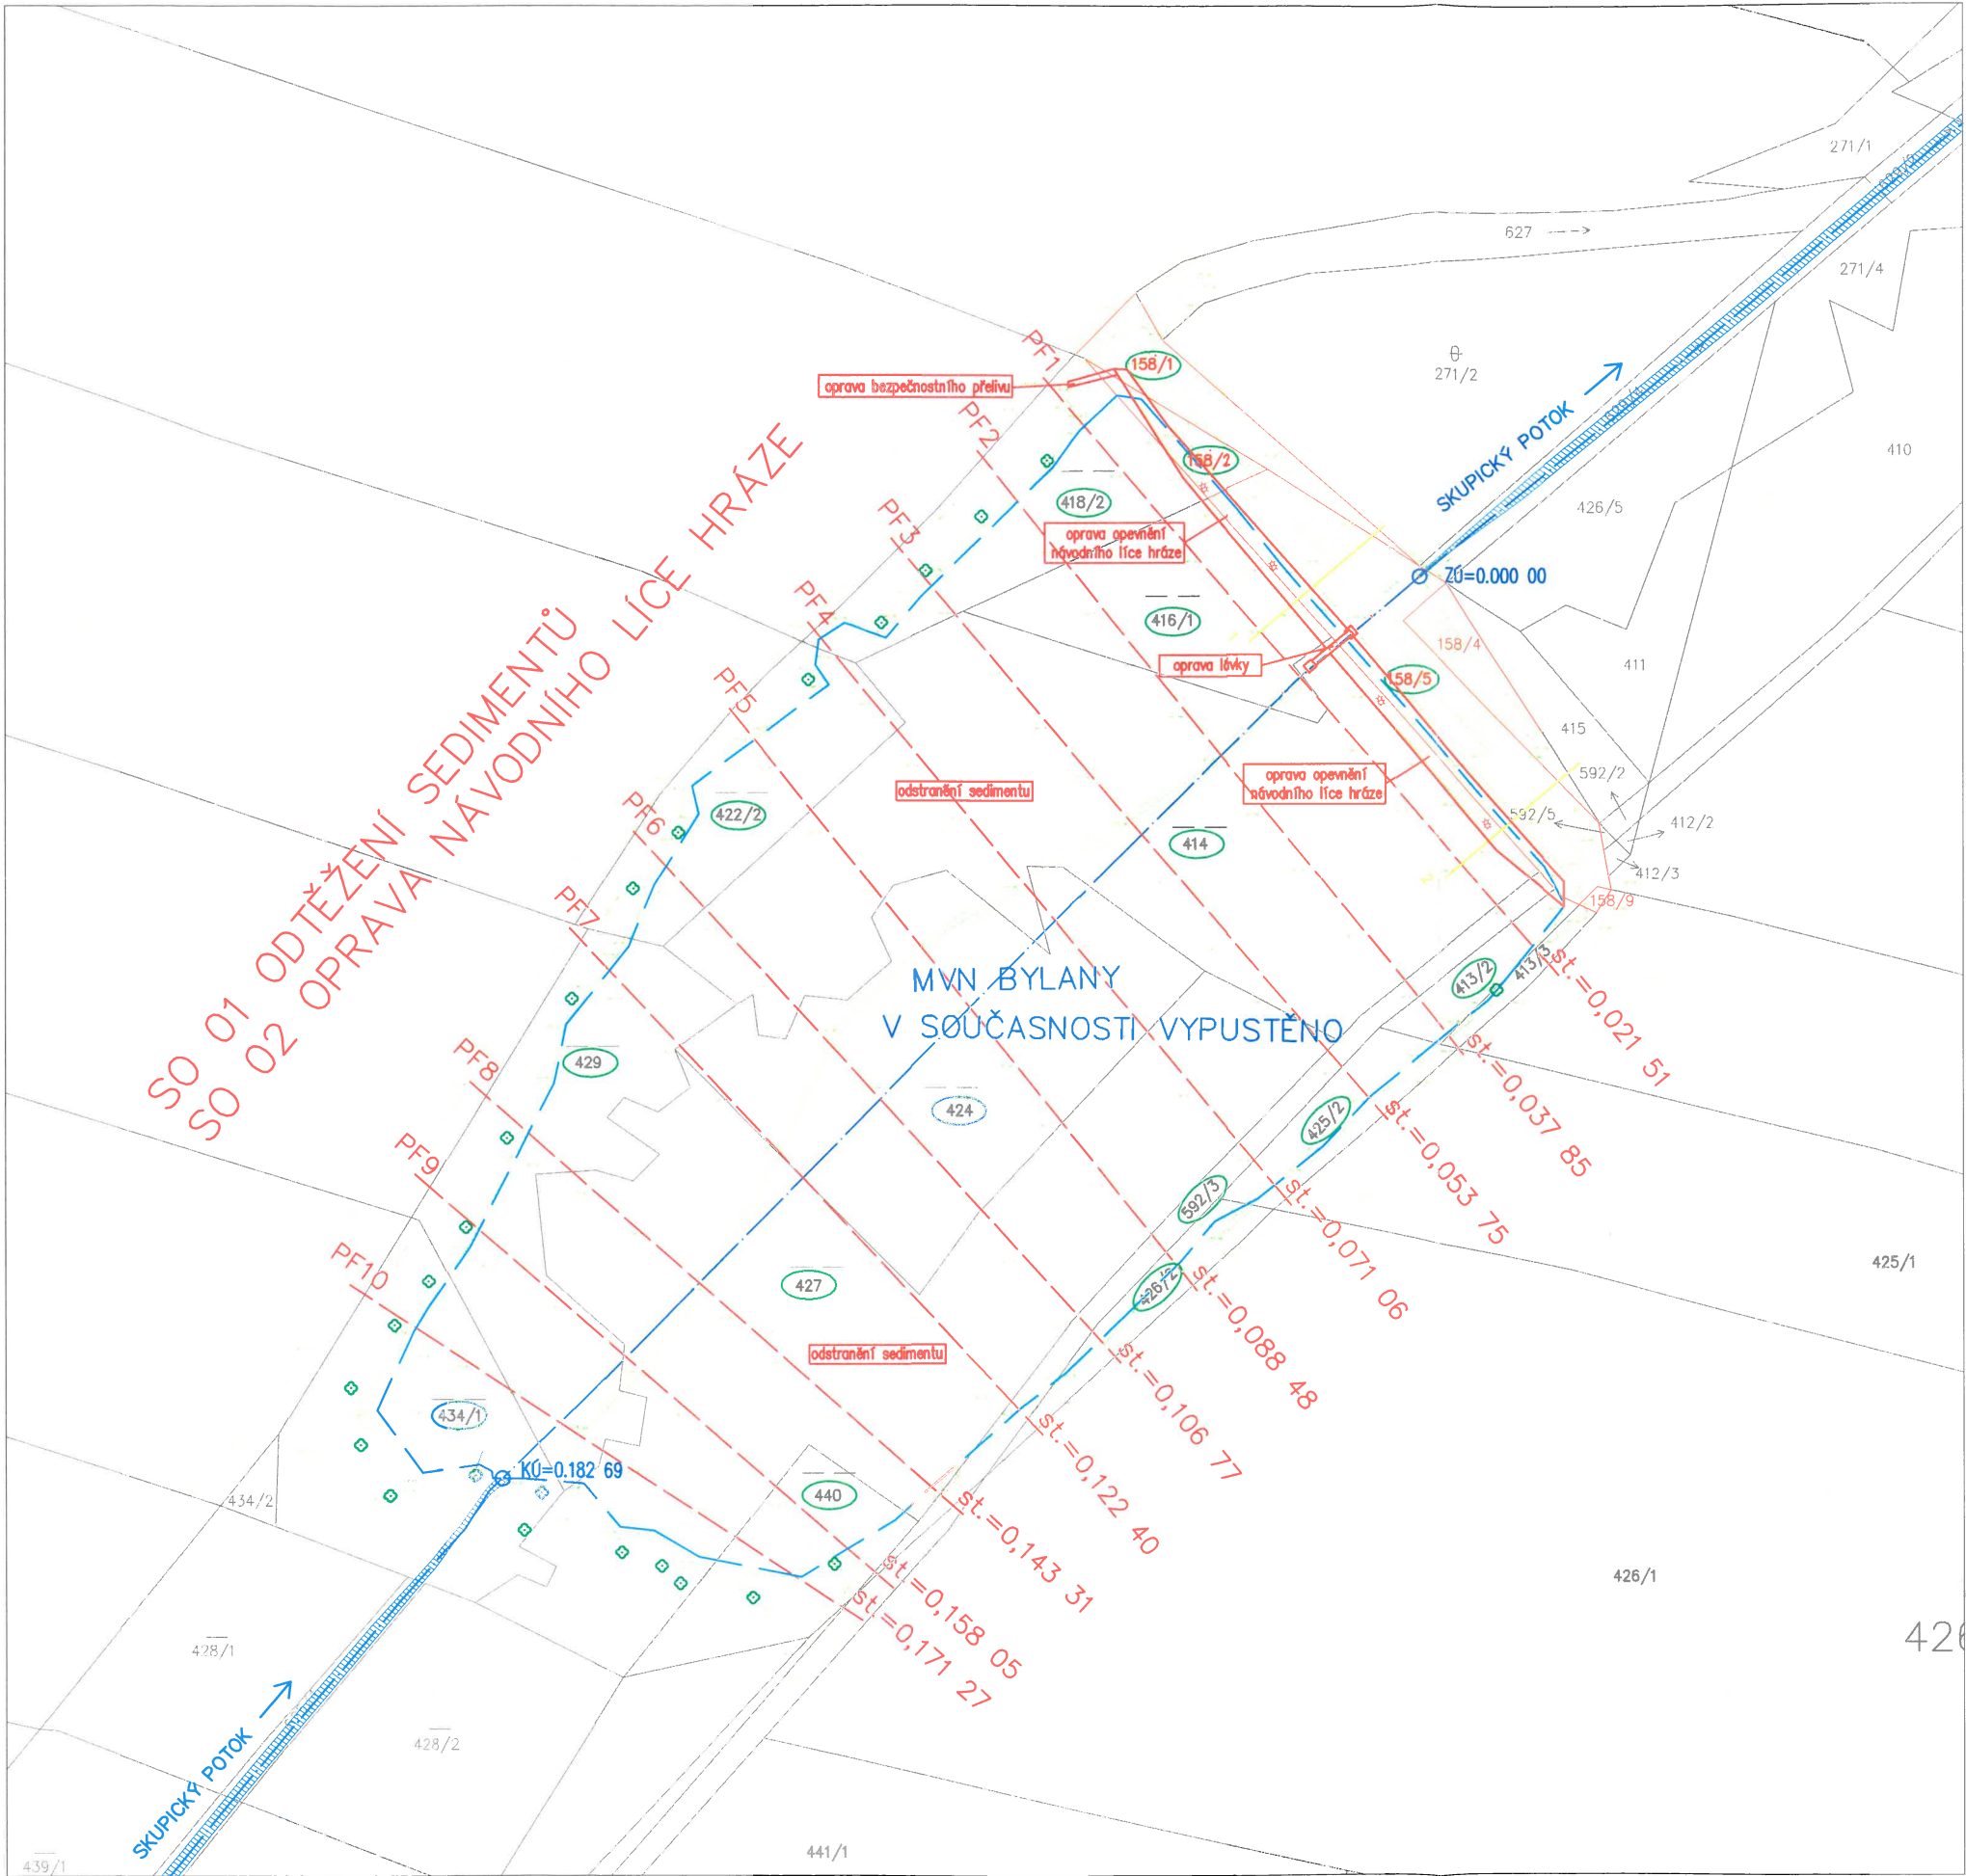 271/1
627
271/4
271/2
158/1
PF1
oprava bezpečnostního přelivu
PF2
SKUPICKÝ POTOK
410
158/2
418/2
426/5
PF3
oprava opevnění
návodního líce hráze
ZÚ=0.000 00
PF4
416/1
158/4
oprava lávky
411
158/5
PF5
415
SO 01 ODTĚŽENÍ SEDIMENTŮ
SO 02 OPRAVA NÁVODNÍHO LÍCE HRÁZE
odstranění sedimentu
oprava opevnění
návodního líce hráze
592/2
PF6
422/2
592/5
412/2
414
412/3
PF7
158/9
MVN BYLANY
V SOUČASNOSTI VYPUSTĚNO
413/2
413/3
st.=0,021 51
PF8
429
st.=0,037 85
424
425/2
st.=0,053 75
PF9
592/3
st.=0,071 06
425/1
PF10
427
426/2
st.=0,088 48
odstranění sedimentu
st.=0,106 77
434/1
st.=0,122 40
KÚ=0.182 69
434/2
440
st.=0,143 31
st.=0,158 05
426/1
st.=0,171 27
426
428/1
428/2
SKUPICKÝ POTOK
441/1
439/1